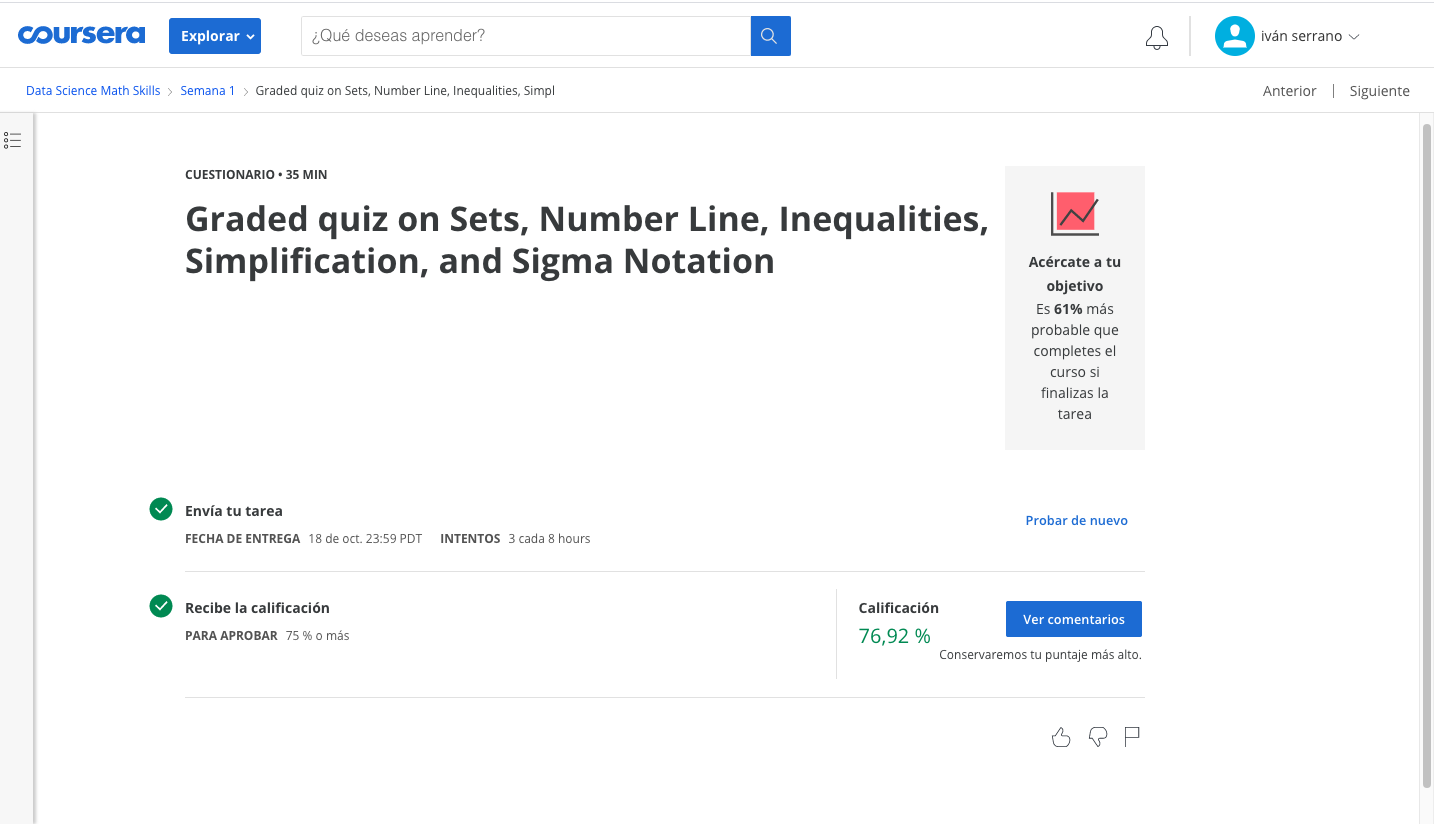 coursera
Explorar
¿Qué deseas aprender?
iván serrano
Data Science Math Skills > Semana 1 > Graded quiz on Sets, Number Line, Inequalities, Simpl
Anterior | Siguiente
CUESTIONARIO • 35 MIN
Graded quiz on Sets, Number Line, Inequalities,
Simplification, and Sigma Notation
Acércate a tu
objetivo
Es 61% más
probable que
completes el
curso si
finalizas la
tarea
Envía tu tarea
FECHA DE ENTREGA 18 de oct. 23:59 PDT INTENTOS 3 cada 8 hours
Probar de nuevo
Recibe la calificación
PARA APROBAR 75 % o más
Calificación
76,92 %
Ver comentarios
Conservaremos tu puntaje más alto.